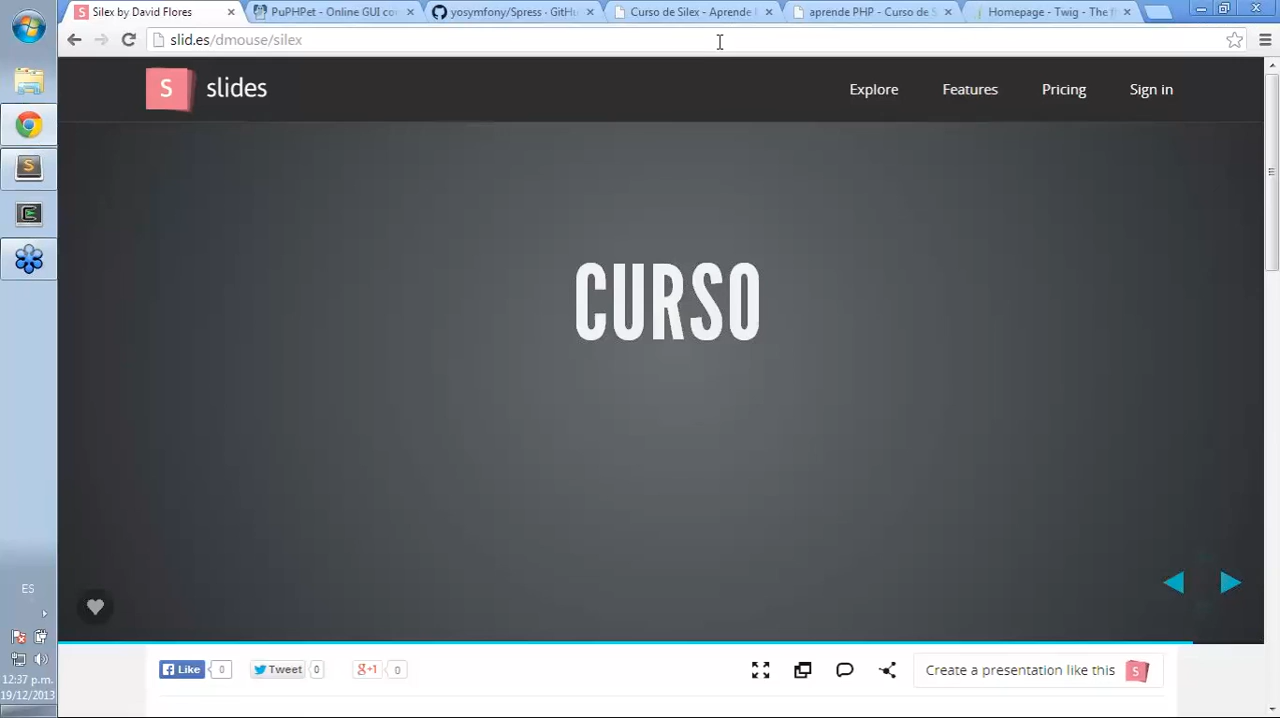 Silex by David Flores
PuPHPet - Online GUI co
yosymfony/Spress · GitH
Curso de Silex - Aprende
aprende PHP - Curso de S
Homepage - Twig - The f
slid.es/dmouse/silex
S slides
Explore
Features
Pricing
Sign in
CURSO
Like 0
Tweet 0
g+1 0
Create a presentation like this S
ES
12:37 p.m.
19/12/2013